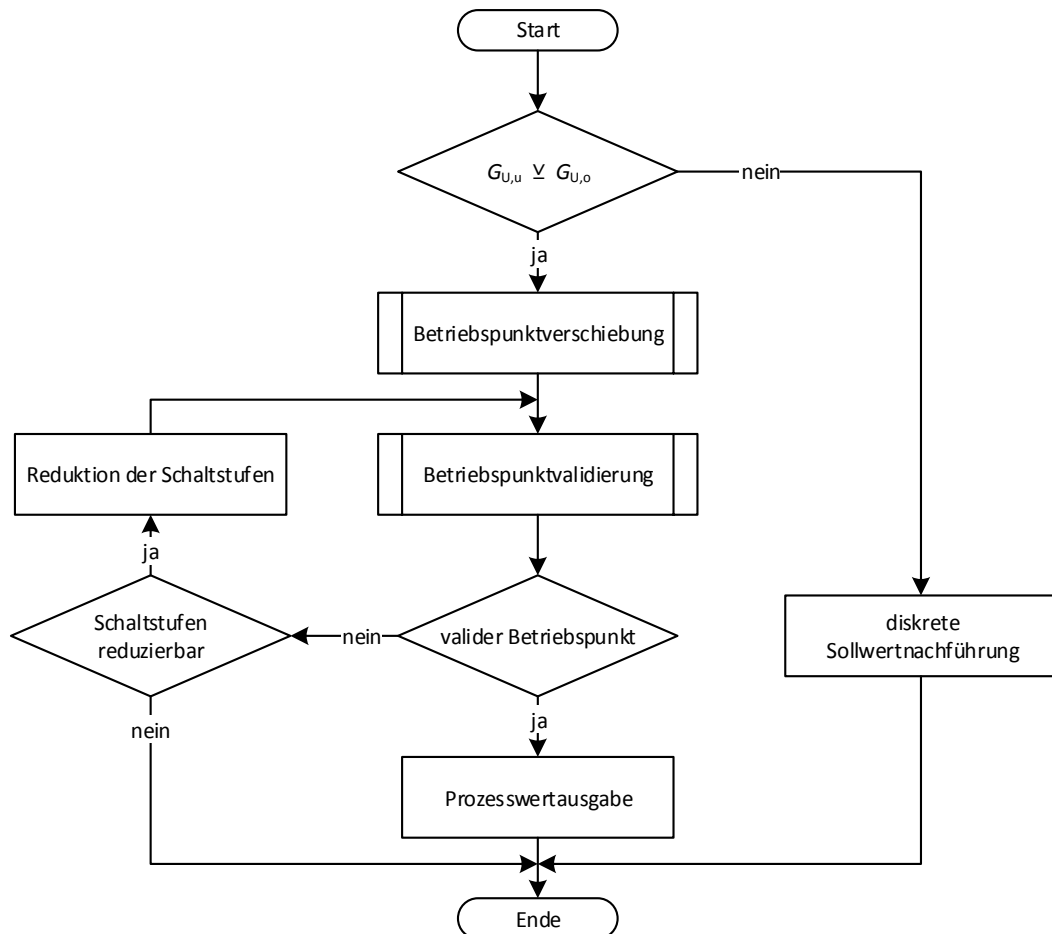 Start
G_U,u ⊻ G_U,o
nein
ja
Betriebspunktverschiebung
Reduktion der Schaltstufen
Betriebspunktvalidierung
ja
Schaltstufen
reduzierbar
nein
valider Betriebspunkt
diskrete
Sollwertnachführung
nein
ja
Prozesswertausgabe
Ende